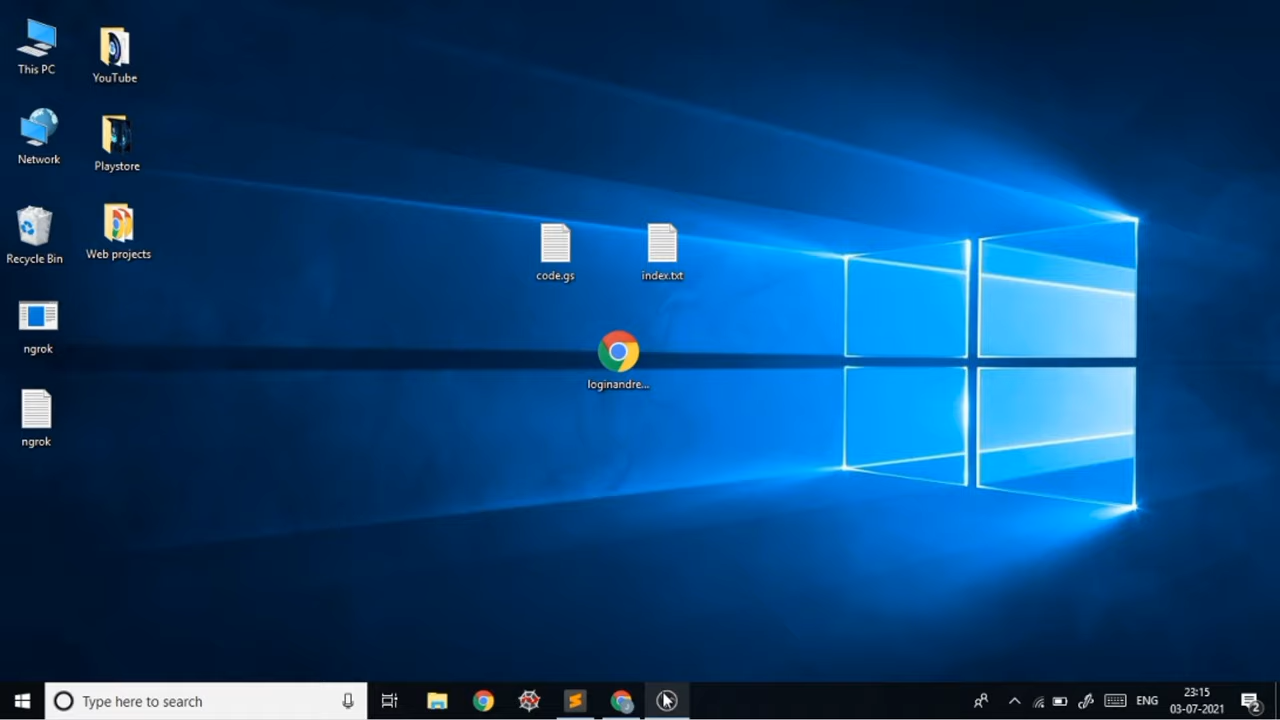 This PC
YouTube
Network
Playstore
Recycle Bin
Web projects
ngrok
ngrok
code.gs
index.txt
loginandre...
Type here to search
ENG
23:15
03-07-2021
2